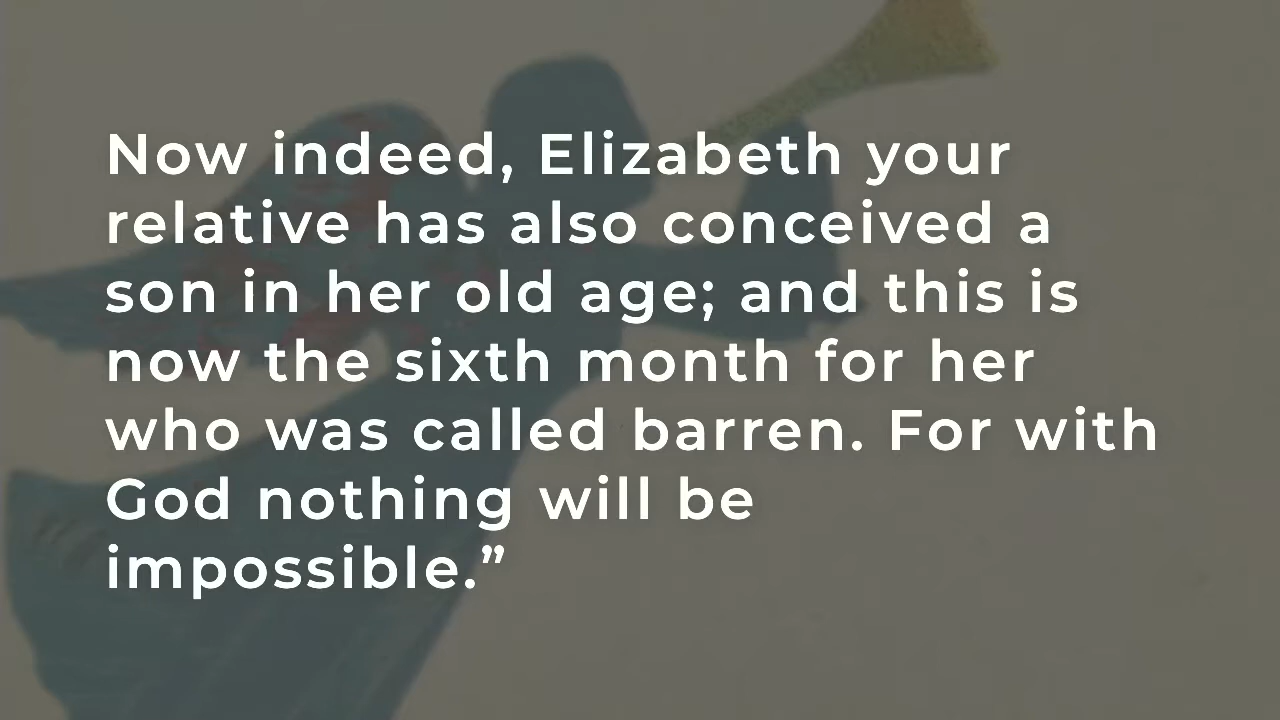 Now indeed, Elizabeth your
relative has also conceived a
son in her old age; and this is
now the sixth month for her
who was called barren. For with
God nothing will be
impossible.”